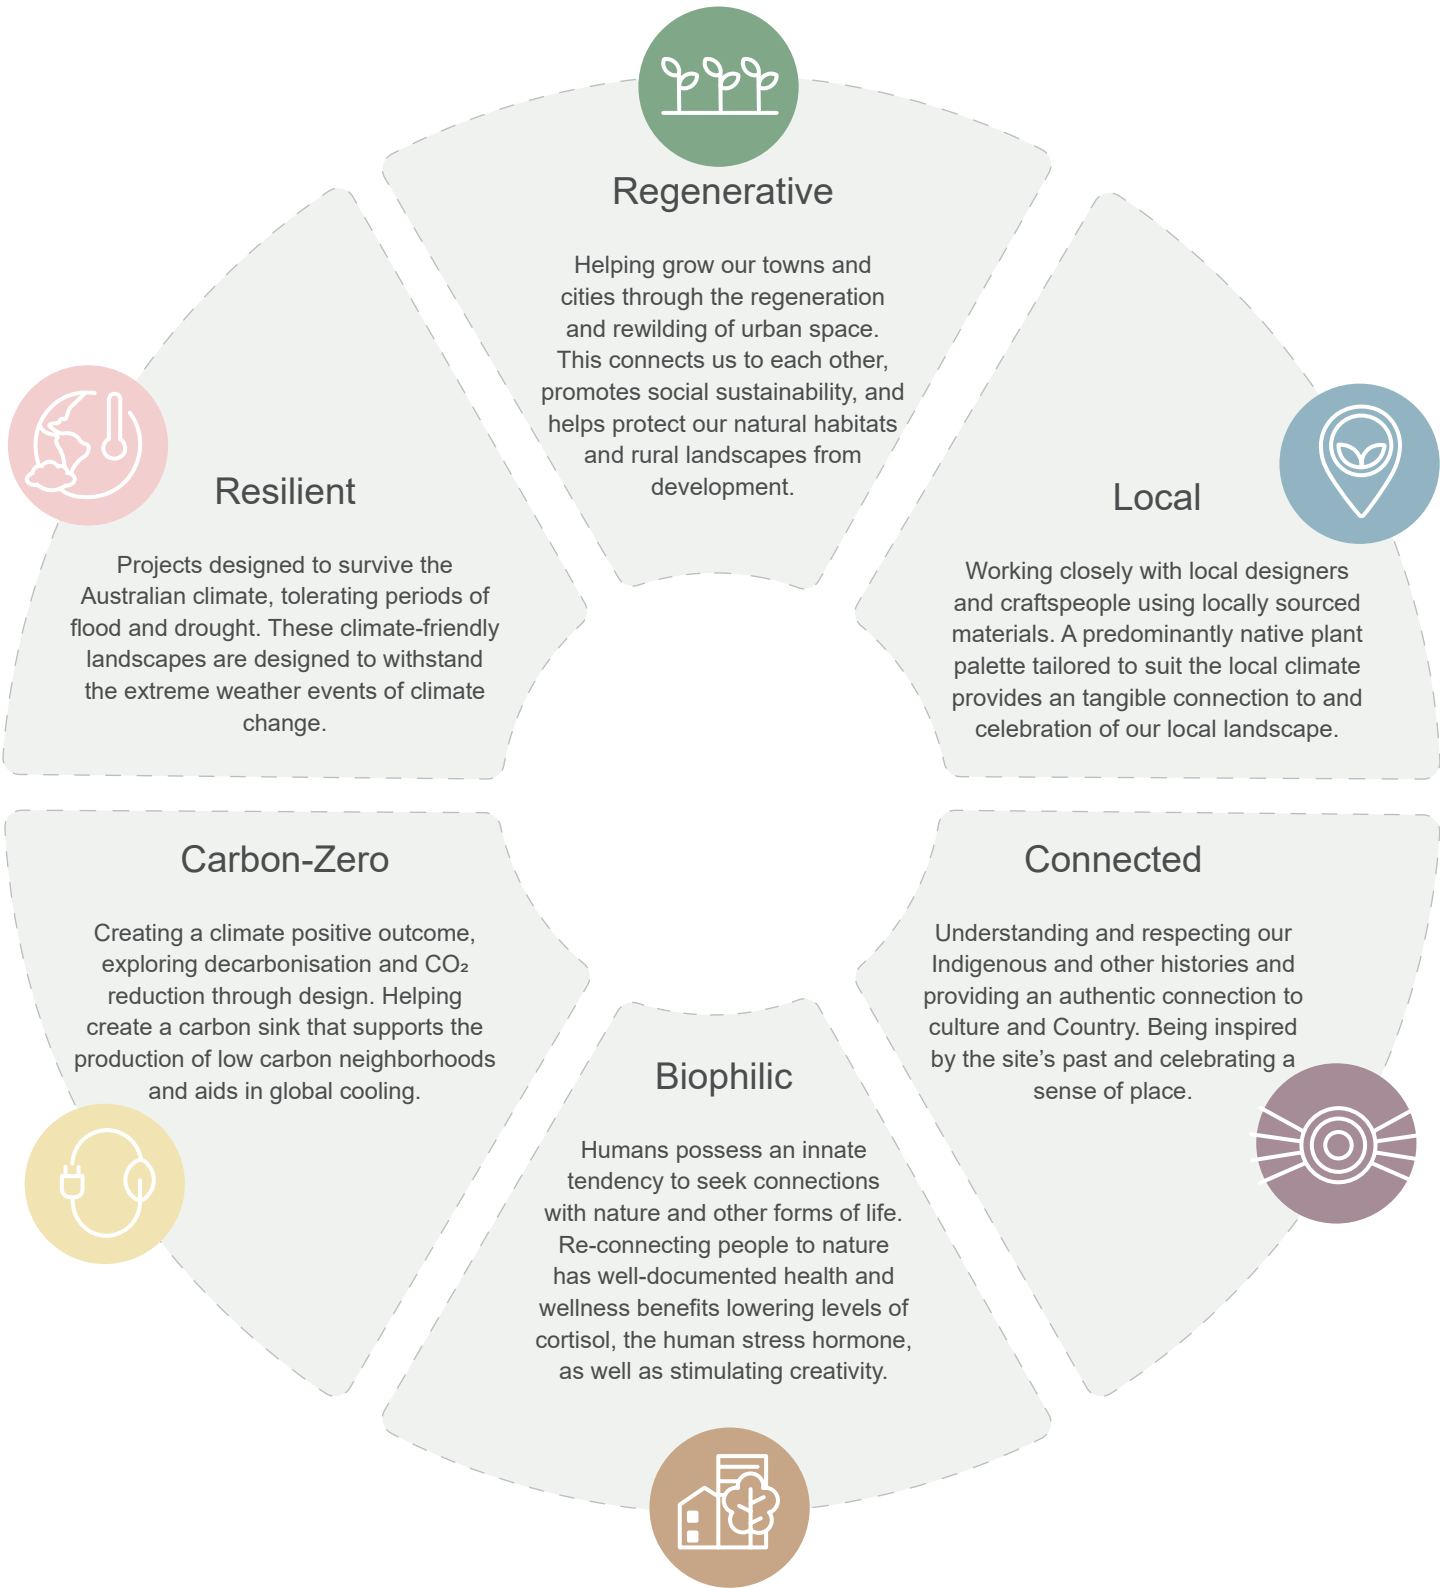 Regenerative
Helping grow our towns and
cities through the regeneration
and rewilding of urban space.
This connects us to each other,
promotes social sustainability, and
helps protect our natural habitats
and rural landscapes from
development.
Resilient
Projects designed to survive the
Australian climate, tolerating periods of
flood and drought. These climate-friendly
landscapes are designed to withstand
the extreme weather events of climate
change.
Local
Working closely with local designers
and craftspeople using locally sourced
materials. A predominantly native plant
palette tailored to suit the local climate
provides an tangible connection to and
celebration of our local landscape.
Carbon-Zero
Creating a climate positive outcome,
exploring decarbonisation and CO₂
reduction through design. Helping
create a carbon sink that supports the
production of low carbon neighborhoods
and aids in global cooling.
Connected
Understanding and respecting our
Indigenous and other histories and
providing an authentic connection to
culture and Country. Being inspired
by the site’s past and celebrating a
sense of place.
Biophilic
Humans possess an innate
tendency to seek connections
with nature and other forms of life.
Re-connecting people to nature
has well-documented health and
wellness benefits lowering levels of
cortisol, the human stress hormone,
as well as stimulating creativity.